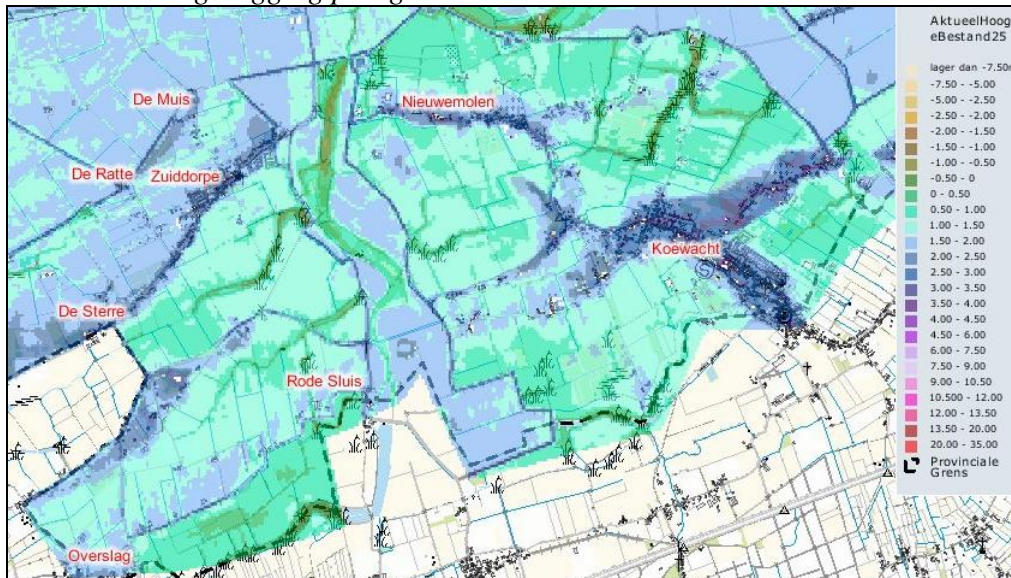 AktueelHoog
eBestand25
lager dan -7.50m
-7.50 - -5.00
-5.00 - -2.50
-2.50 - -2.00
-2.00 - -1.50
-1.50 - -1.00
-1.00 - -0.50
-0.50 - 0
0 - 0.50
0.50 - 1.00
1.00 - 1.50
1.50 - 2.00
2.00 - 2.50
2.50 - 3.00
3.00 - 3.50
3.50 - 4.00
4.00 - 4.50
4.50 - 6.00
6.00 - 7.50
7.50 - 9.00
9.00 - 10.50
10.500 - 12.00
12.00 - 13.50
13.50 - 20.00
20.00 - 35.00
Provinciale
Grens
De Muis
Nieuwemolen
De Ratte
Zuiddorpe
Koewacht
De Sterre
Rode Sluis
Overslag